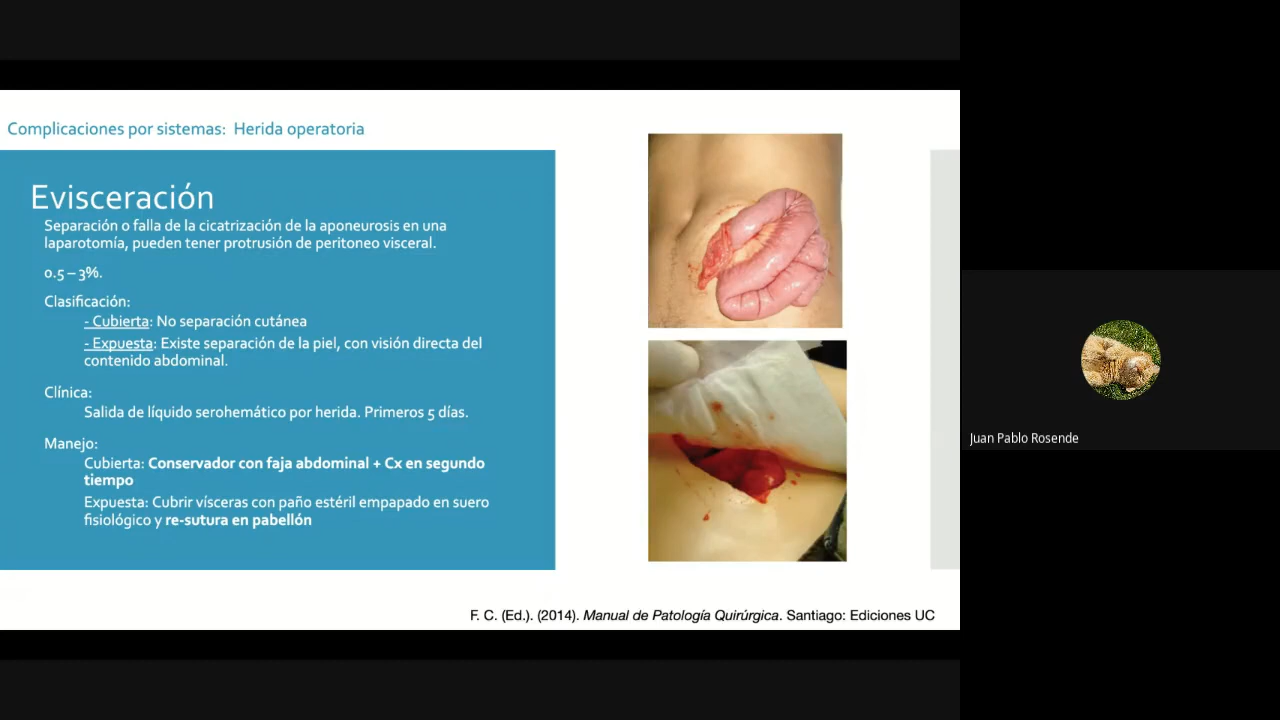 Complicaciones por sistemas: Herida operatoria
Evisceración
Separación o falla de la cicatrización de la aponeurosis en una
laparotomía, pueden tener protrusión de peritoneo visceral.
0.5 – 3%.
Clasificación:
- Cubierta: No separación cutánea
- Expuesta: Existe separación de la piel, con visión directa del
contenido abdominal.
Clínica:
Salida de líquido serohemático por herida. Primeros 5 días.
Manejo:
Cubierta: Conservador con faja abdominal + Cx en segundo
tiempo
Expuesta: Cubrir vísceras con paño estéril empapado en suero
fisiológico y re-sutura en pabellón
F. C. (Ed.). (2014). Manual de Patología Quirúrgica. Santiago: Ediciones UC
Juan Pablo Rosende